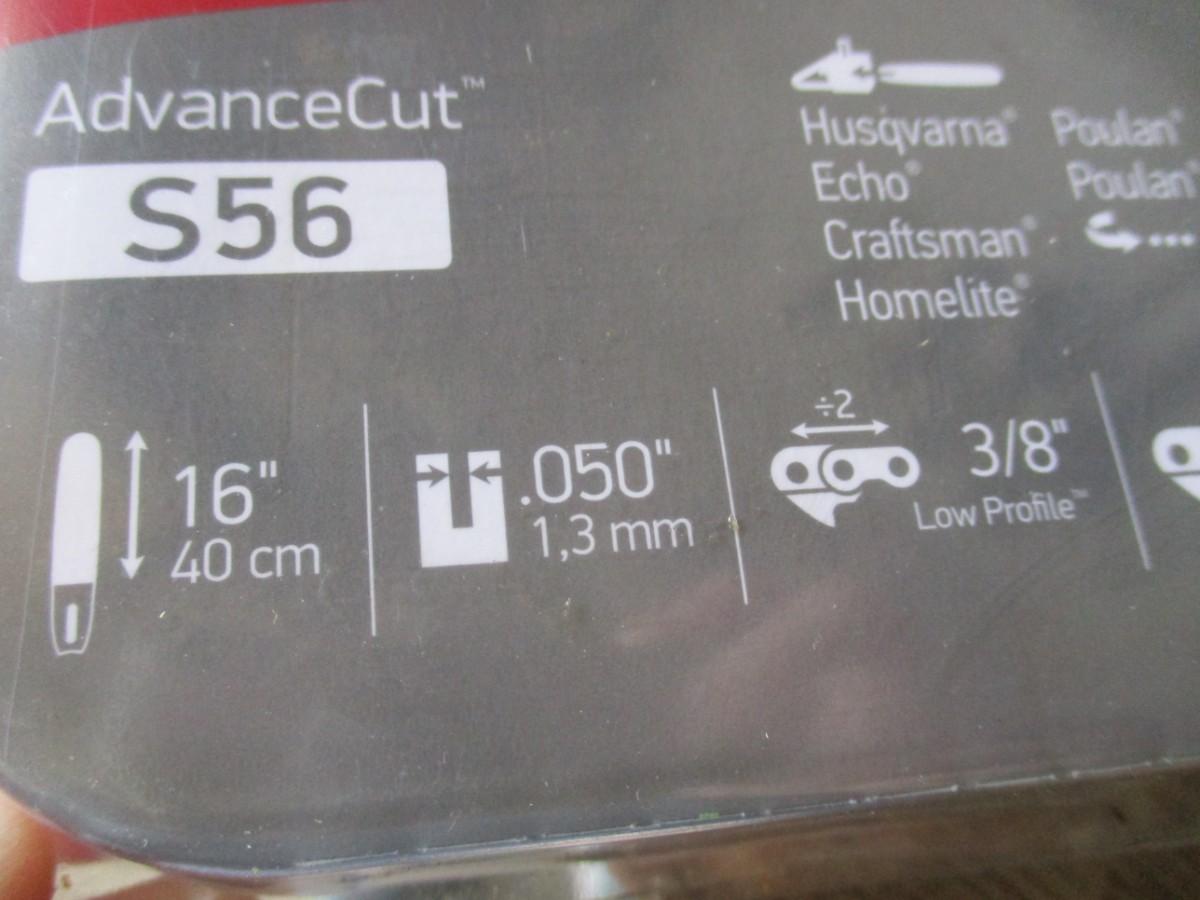 AdvanceCut™
S56
Husqvarna® Poulan®
Echo® Poulan®
Craftsman®
Homelite®
16"
40 cm
.050"
1,3 mm
÷2
3/8"
Low Profile™